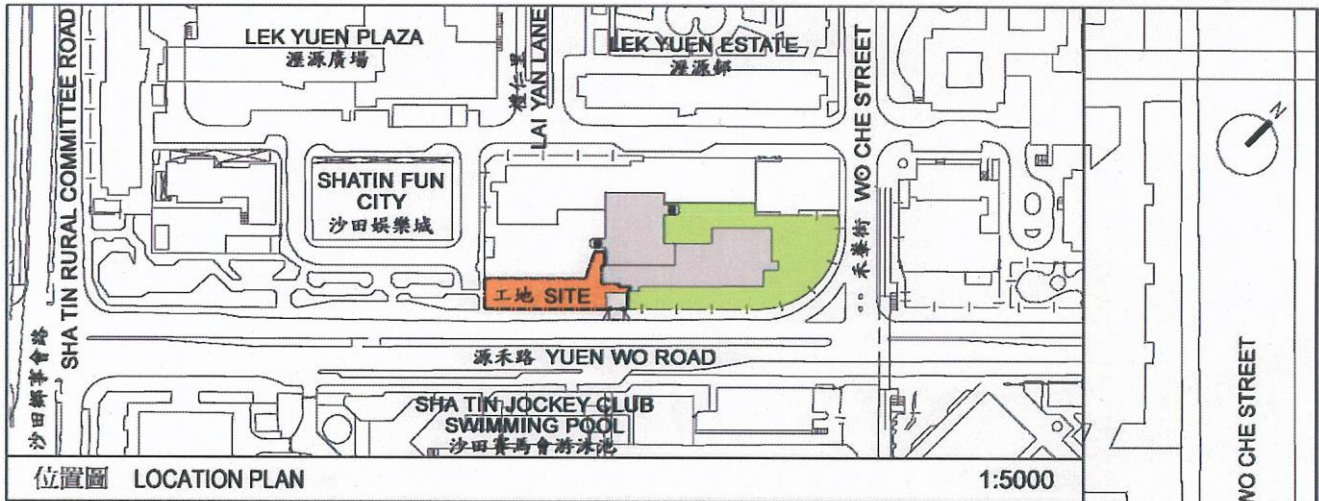 SHA TIN RURAL COMMITTEE ROAD
沙田鄉事會路
LEK YUEN PLAZA
瀝源廣場
LAI YAN LANE
禮仁里
LEK YUEN ESTATE
瀝源邨
WO CHE STREET
禾輋街
SHATIN FUN
CITY
沙田娛樂城
工地 SITE
源禾路 YUEN WO ROAD
SHA TIN JOCKEY CLUB
SWIMMING POOL
沙田賽馬會游泳池
N
WO CHE STREET
位置圖 LOCATION PLAN
1:5000